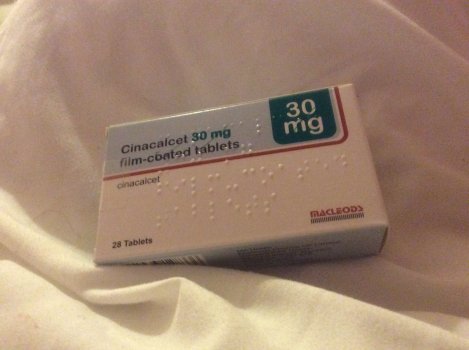 Cinacalcet 30 mg
film-coated tablets
cinacalcet
30
mg
MACLEODS
28 Tablets